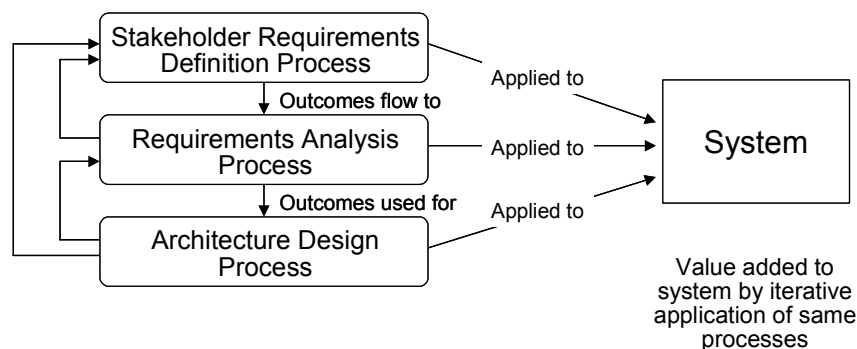 Stakeholder Requirements
Definition Process
Applied to
Outcomes flow to
Requirements Analysis
Process
Applied to
System
Outcomes used for
Applied to
Architecture Design
Process
Value added to
system by iterative
application of same
processes